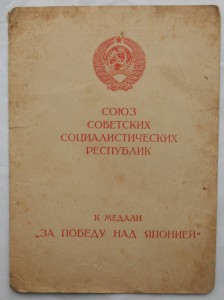 СОЮЗ
СОВЕТСКИХ
СОЦИАЛИСТИЧЕСКИХ
РЕСПУБЛИК
К МЕДАЛИ
„ЗА ПОБЕДУ НАД ЯПОНИЕЙ“